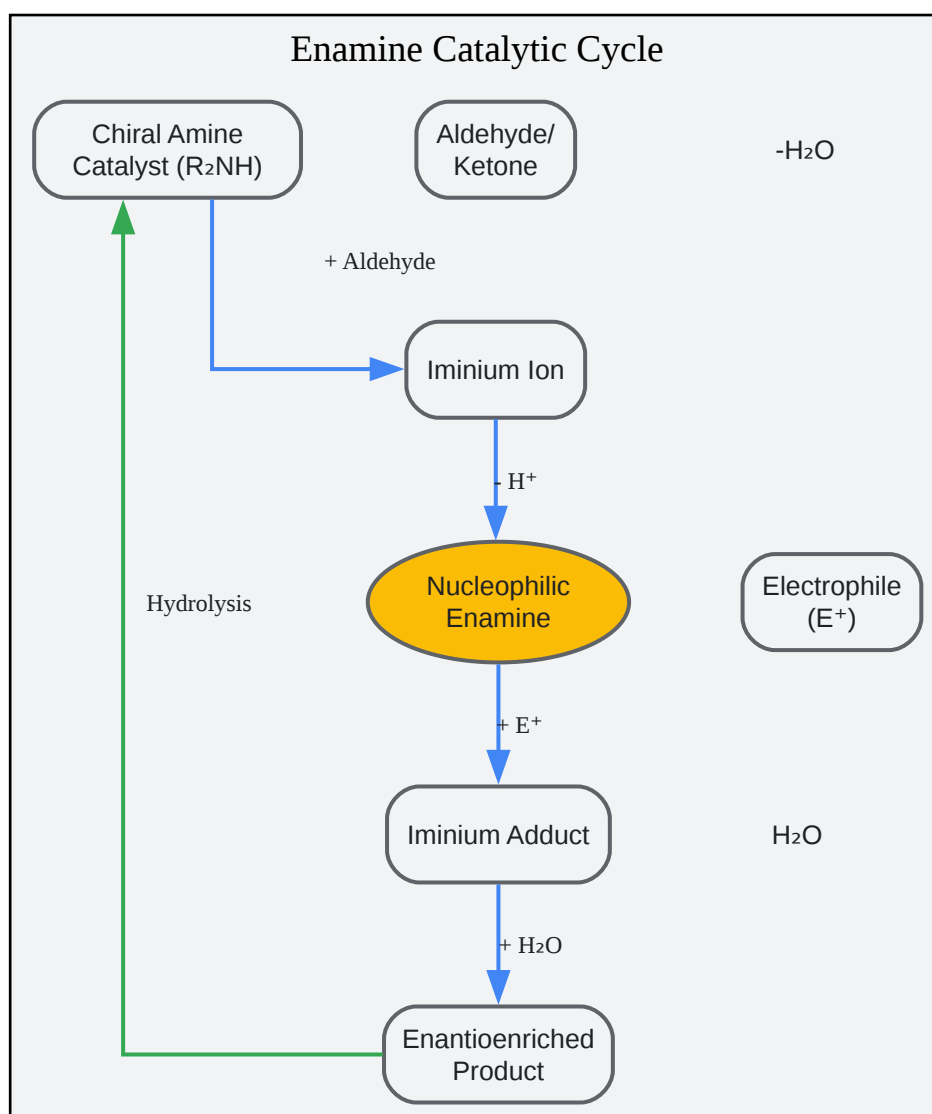 Enamine Catalytic Cycle
Chiral Amine
Catalyst (R₂NH)
Aldehyde/
Ketone
-H₂O
+ Aldehyde
Iminium Ion
- H⁺
Nucleophilic
Enamine
Electrophile
(E⁺)
Hydrolysis
+ E⁺
Iminium Adduct
H₂O
+ H₂O
Enantioenriched
Product